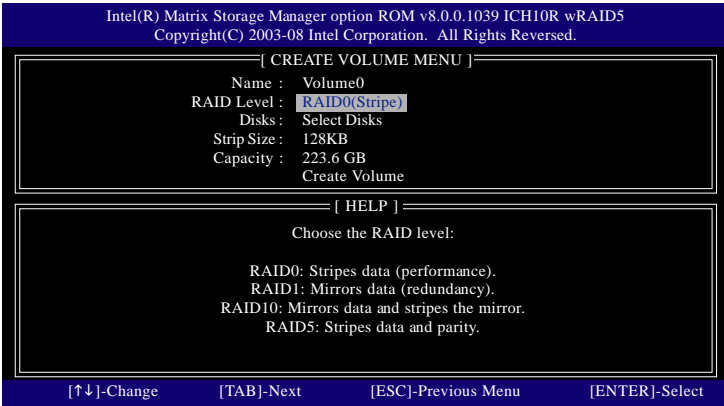 Intel(R) Matrix Storage Manager option ROM v8.0.0.1039 ICH10R wRAID5
Copyright(C) 2003-08 Intel Corporation. All Rights Reversed.
[ CREATE VOLUME MENU ]
Name : Volume0
RAID Level : RAID0(Stripe)
Disks : Select Disks
Strip Size : 128KB
Capacity : 223.6 GB
Create Volume
[ HELP ]
Choose the RAID level:
RAID0: Stripes data (performance).
RAID1: Mirrors data (redundancy).
RAID10: Mirrors data and stripes the mirror.
RAID5: Stripes data and parity.
[↑↓]-Change [TAB]-Next [ESC]-Previous Menu [ENTER]-Select